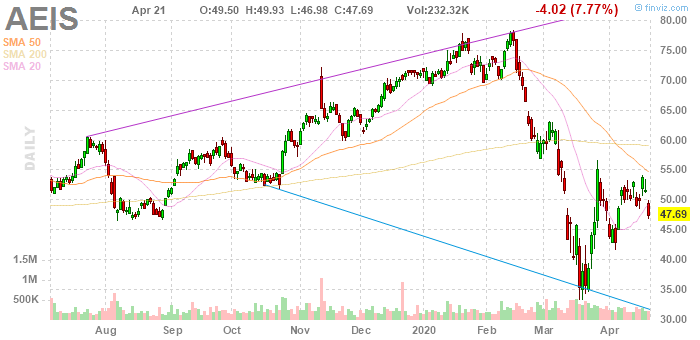 AEIS
Apr 21 O:49.50 H:49.93 L:46.98 C:47.69 Vol:232.32K -4.02 (7.77%)
© finviz.com
SMA 50
SMA 200
SMA 20
DAILY
80.00
75.00
70.00
65.00
60.00
55.00
50.00
47.69
45.00
40.00
35.00
30.00
1.5M
1M
500K
Aug Sep Oct Nov Dec 2020 Feb Mar Apr